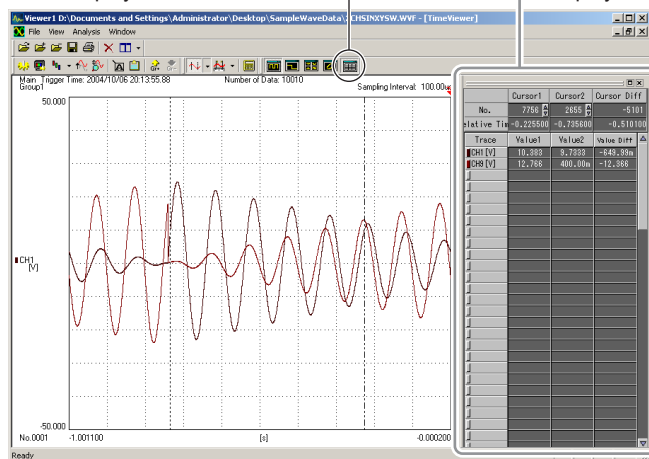 Viewer1 D:\Documents and Settings\Administrator\Desktop\SampleWaveData\2CHSINXYSW.WVF - [TimeViewer]
File View Analysis Window
Main Trigger Time: 2004/10/06 20:13:55.88 Number of Data: 10010
Group1 Sampling Interval: 100.00u
50.000
CH1
[V]
-50.000
No.0001 -1.001100 [s] -0.000200
Ready
Cursor1 Cursor2 Cursor Diff
No. 7756 2655 -5101
elative Tim -0.225500 -0.735600 -0.510100
Trace Value1 Value2 Value Diff
CH1 [V] 10.383 9.7333 -649.99m
CH9 [V] 12.766 400.00m -12.366